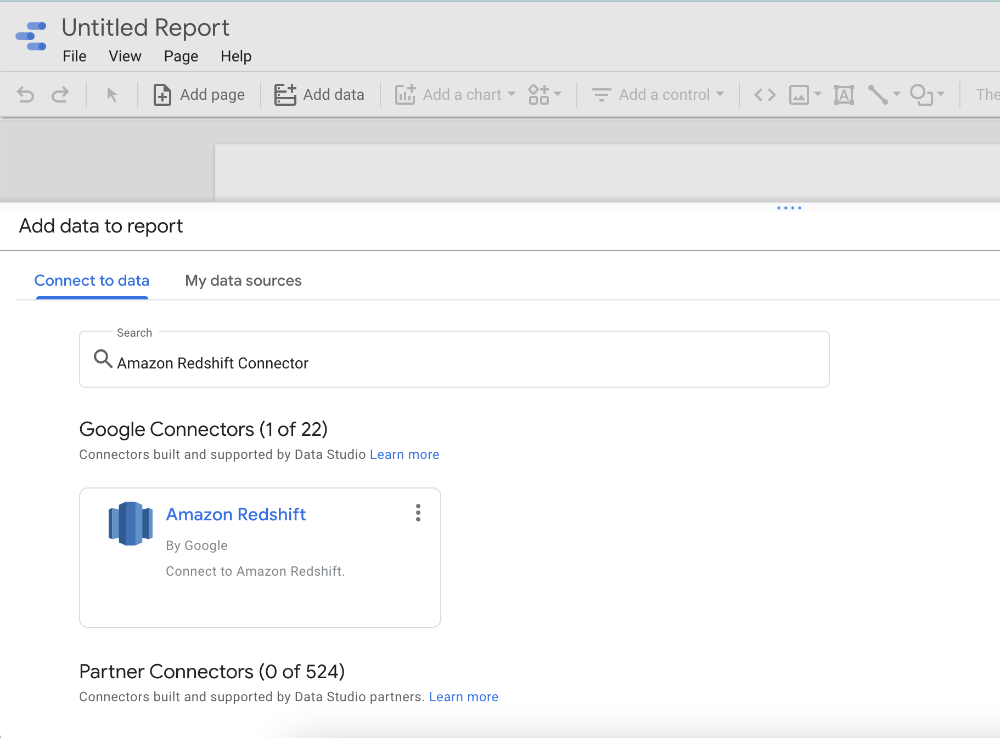 Untitled Report
File View Page Help
Add page Add data Add a chart Add a control A The
Add data to report
Connect to data My data sources
Search
Amazon Redshift Connector
Google Connectors (1 of 22)
Connectors built and supported by Data Studio Learn more
Amazon Redshift
By Google
Connect to Amazon Redshift.
Partner Connectors (0 of 524)
Connectors built and supported by Data Studio partners. Learn more